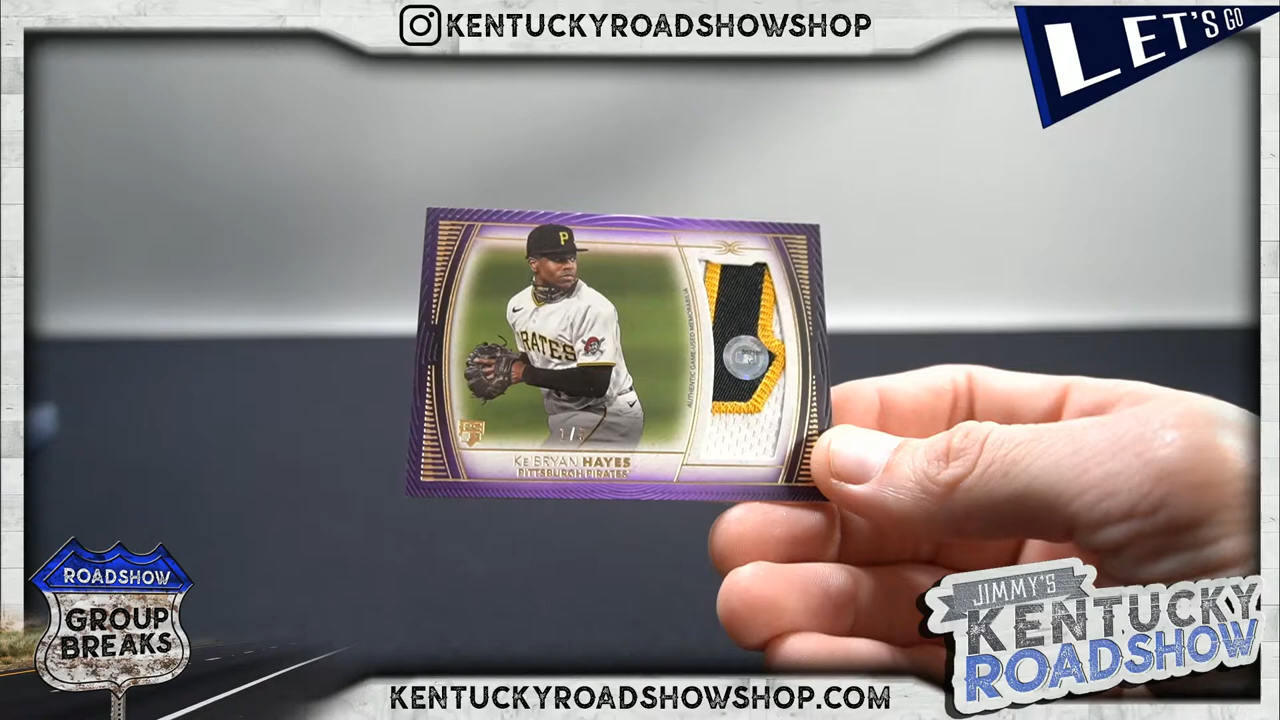 KENTUCKYROADSHOWSHOP
LET'S GO
P
AUTHENTIC GAME-USED MEMORABILIA
PIRATES
RC
KE'BRYAN HAYES
PITTSBURGH PIRATES
ROADSHOW
GROUP
BREAKS
JIMMY'S
KENTUCKY
ROADSHOW
KENTUCKYROADSHOWSHOP.COM